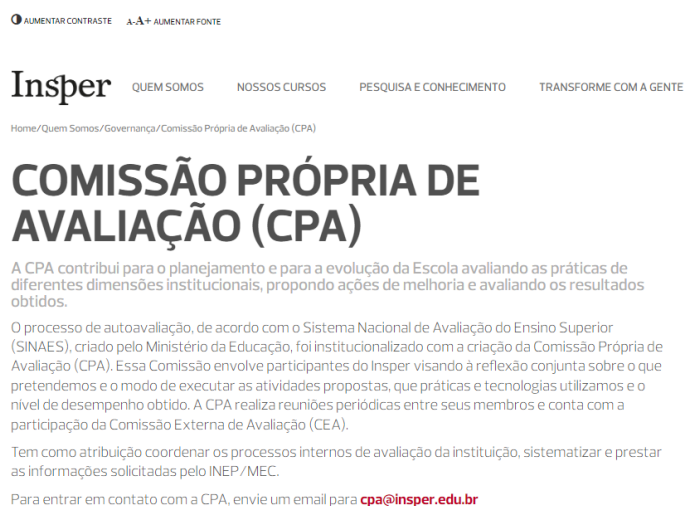 AUMENTAR CONTRASTE A-A+ AUMENTAR FONTE
Insper QUEM SOMOS NOSSOS CURSOS PESQUISA E CONHECIMENTO TRANSFORME COM A GENTE
Home/Quem Somos/Governança/Comissão Própria de Avaliação (CPA)
COMISSÃO PRÓPRIA DE
AVALIAÇÃO (CPA)
A CPA contribui para o planejamento e para a evolução da Escola avaliando as práticas de
diferentes dimensões institucionais, propondo ações de melhoria e avaliando os resultados
obtidos.
O processo de autoavaliação, de acordo com o Sistema Nacional de Avaliação do Ensino Superior
(SINAES), criado pelo Ministério da Educação, foi institucionalizado com a criação da Comissão Própria de
Avaliação (CPA). Essa Comissão envolve participantes do Insper visando à reflexão conjunta sobre o que
pretendemos e o modo de executar as atividades propostas, que práticas e tecnologias utilizamos e o
nível de desempenho obtido. A CPA realiza reuniões periódicas entre seus membros e conta com a
participação da Comissão Externa de Avaliação (CEA).
Tem como atribuição coordenar os processos internos de avaliação da instituição, sistematizar e prestar
as informações solicitadas pelo INEP/MEC.
Para entrar em contato com a CPA, envie um email para cpa@insper.edu.br